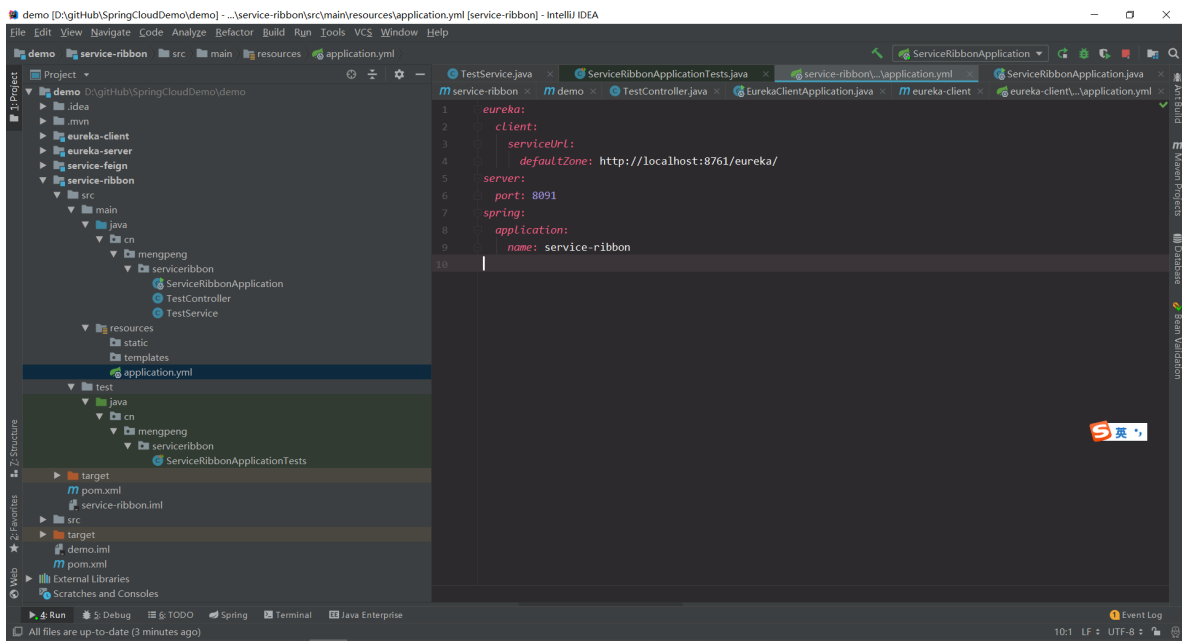 demo [D:\gitHub\SpringCloudDemo\demo] - ...\service-ribbon\src\main\resources\application.yml [service-ribbon] - IntelliJ IDEA
File Edit View Navigate Code Analyze Refactor Build Run Tools VCS Window Help
demo service-ribbon src main resources application.yml ServiceRibbonApplication
1: Project
Project
TestService.java ServiceRibbonApplicationTests.java service-ribbon\...\application.yml ServiceRibbonApplication.java
service-ribbon demo TestController.java EurekaClientApplication.java eureka-client eureka-client\...\application.yml
demo D:\gitHub\SpringCloudDemo\demo
.idea
.mvn
eureka-client
eureka-server
service-feign
service-ribbon
src
main
java
cn
mengpeng
serviceribbon
ServiceRibbonApplication
TestController
TestService
resources
static
templates
application.yml
test
java
cn
mengpeng
serviceribbon
ServiceRibbonApplicationTests
target
pom.xml
service-ribbon.iml
src
target
demo.iml
pom.xml
External Libraries
Scratches and Consoles
1 eureka:
2 client:
3 serviceUrl:
4 defaultZone: http://localhost:8761/eureka/
5 server:
6 port: 8091
7 spring:
8 application:
9 name: service-ribbon
10
Ant Build
Maven Projects
Database
Bean Validation
英
Z: Structure
2: Favorites
Web
4: Run 5: Debug 6: TODO Spring Terminal Java Enterprise 1 Event Log
All files are up-to-date (3 minutes ago) 10:1 LF UTF-8